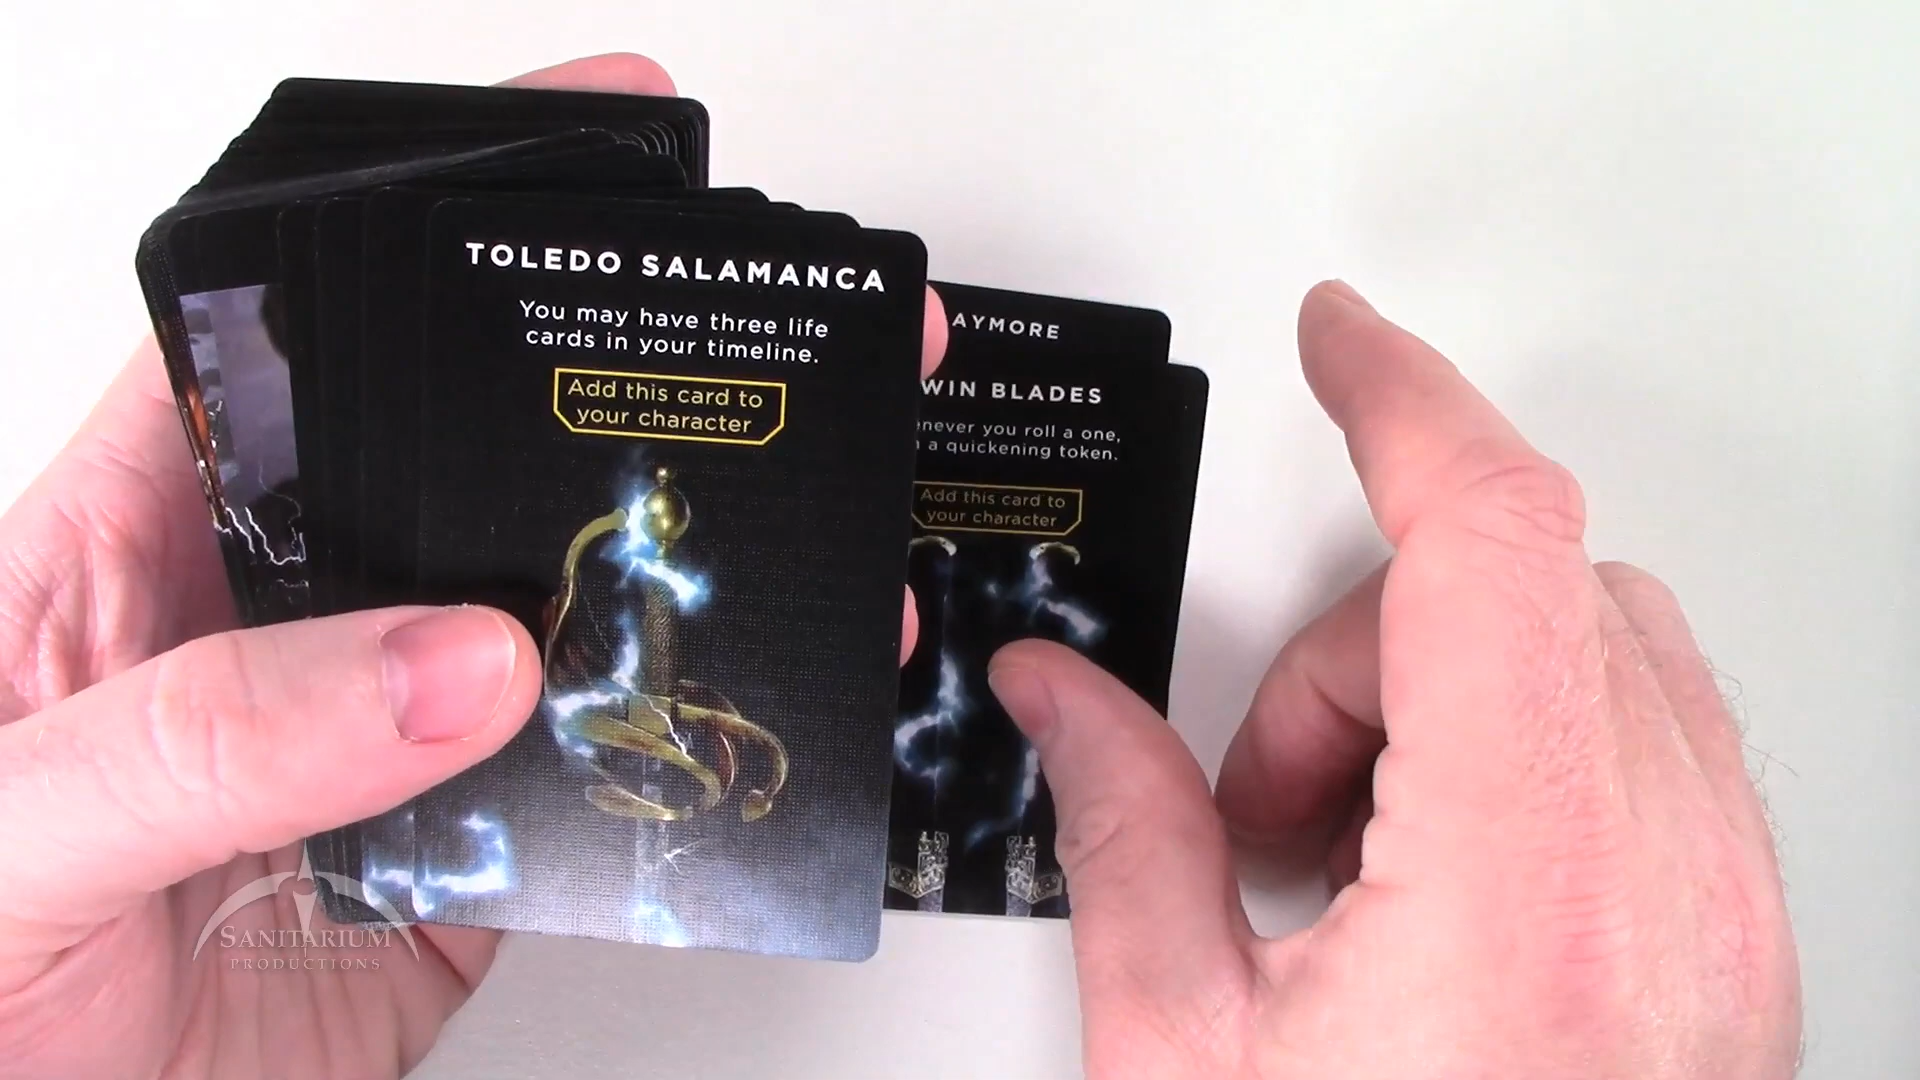 TOLEDO SALAMANCA
You may have three life
cards in your timeline.
Add this card to
your character
AYMORE
WIN BLADES
never you roll a one,
a quickening token.
Add this card to
your character
SANITARIUM
PRODUCTIONS